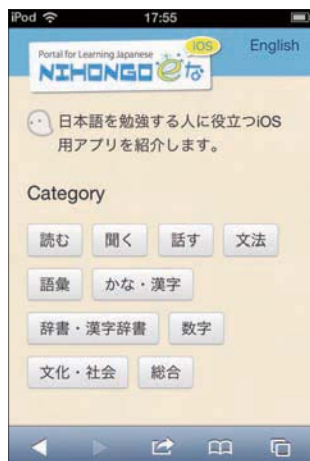 iPod 17:55
Portal for Learning Japanese
iOS
English
NIHONGO eな
日本語を勉強する人に役立つiOS
用アプリを紹介します。
Category
読む 聞く 話す 文法
語彙 かな・漢字
辞書・漢字辞書 数字
文化・社会 総合